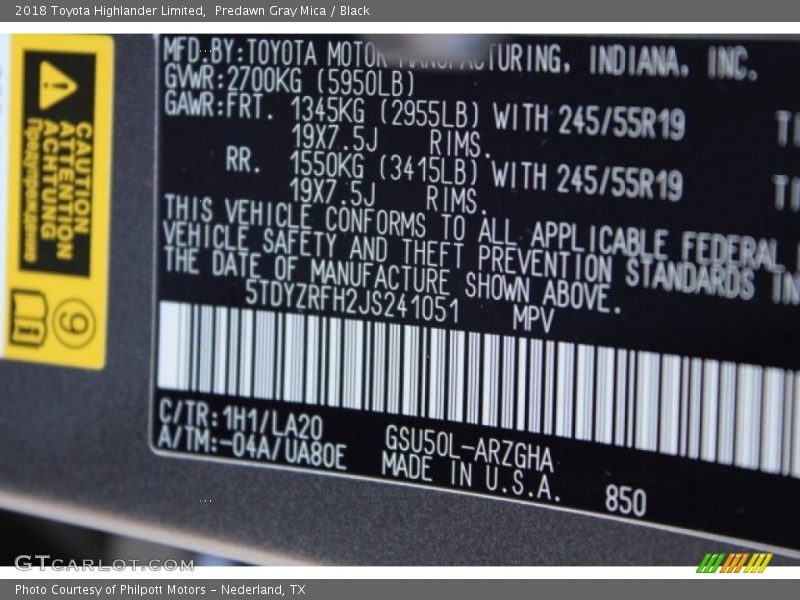 2018 Toyota Highlander Limited,  Predawn Gray Mica / Black
MFD.BY:TOYOTA MOTOR MANUFACTURING, INDIANA, INC.
GVWR:2700KG (5950LB)
GAWR:FRT. 1345KG (2955LB) WITH 245/55R19
19X7.5J RIMS.
RR. 1550KG (3415LB) WITH 245/55R19
19X7.5J RIMS.
THIS VEHICLE CONFORMS TO ALL APPLICABLE FEDERAL
VEHICLE SAFETY AND THEFT PREVENTION STANDARDS IN
THE DATE OF MANUFACTURE SHOWN ABOVE.
5TDYZRFH2JS241051 MPV
C/TR:1H1/LA20
A/TM:-04A/UA80E
GSU50L-ARZGHA
MADE IN U.S.A.
850
CAUTION
ATTENTION
ACHTUNG
Предупреждение
GTCARLOT.COM
Photo Courtesy of Philpott Motors - Nederland, TX